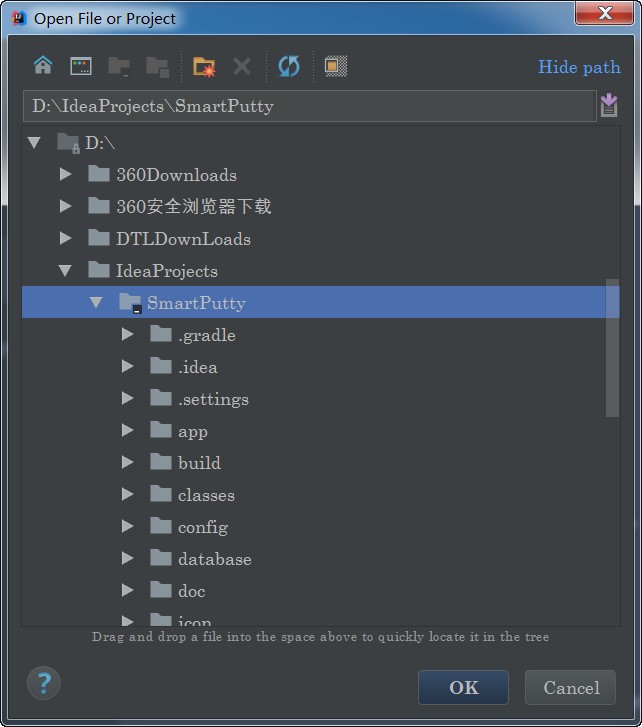 Open File or Project
Hide path
D:\IdeaProjects\SmartPutty
D:\
360Downloads
360安全浏览器下载
DTLDownLoads
IdeaProjects
SmartPutty
.gradle
.idea
.settings
app
build
classes
config
database
doc
icon
Drag and drop a file into the space above to quickly locate it in the tree
?
OK
Cancel